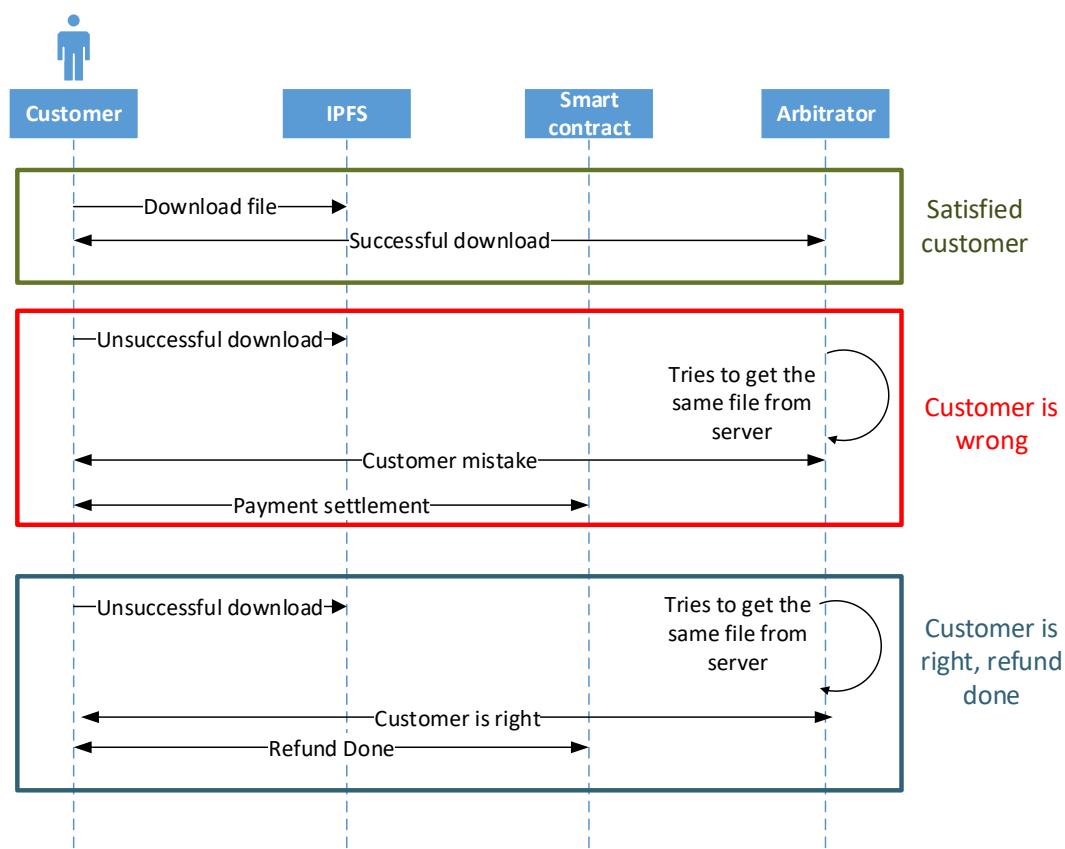 Customer
IPFS
Smart
contract
Arbitrator
Download file
Successful download
Satisfied
customer
Unsuccessful download
Tries to get the
same file from
server
Customer is
wrong
Customer mistake
Payment settlement
Unsuccessful download
Tries to get the
same file from
server
Customer is
right, refund
done
Customer is right
Refund Done